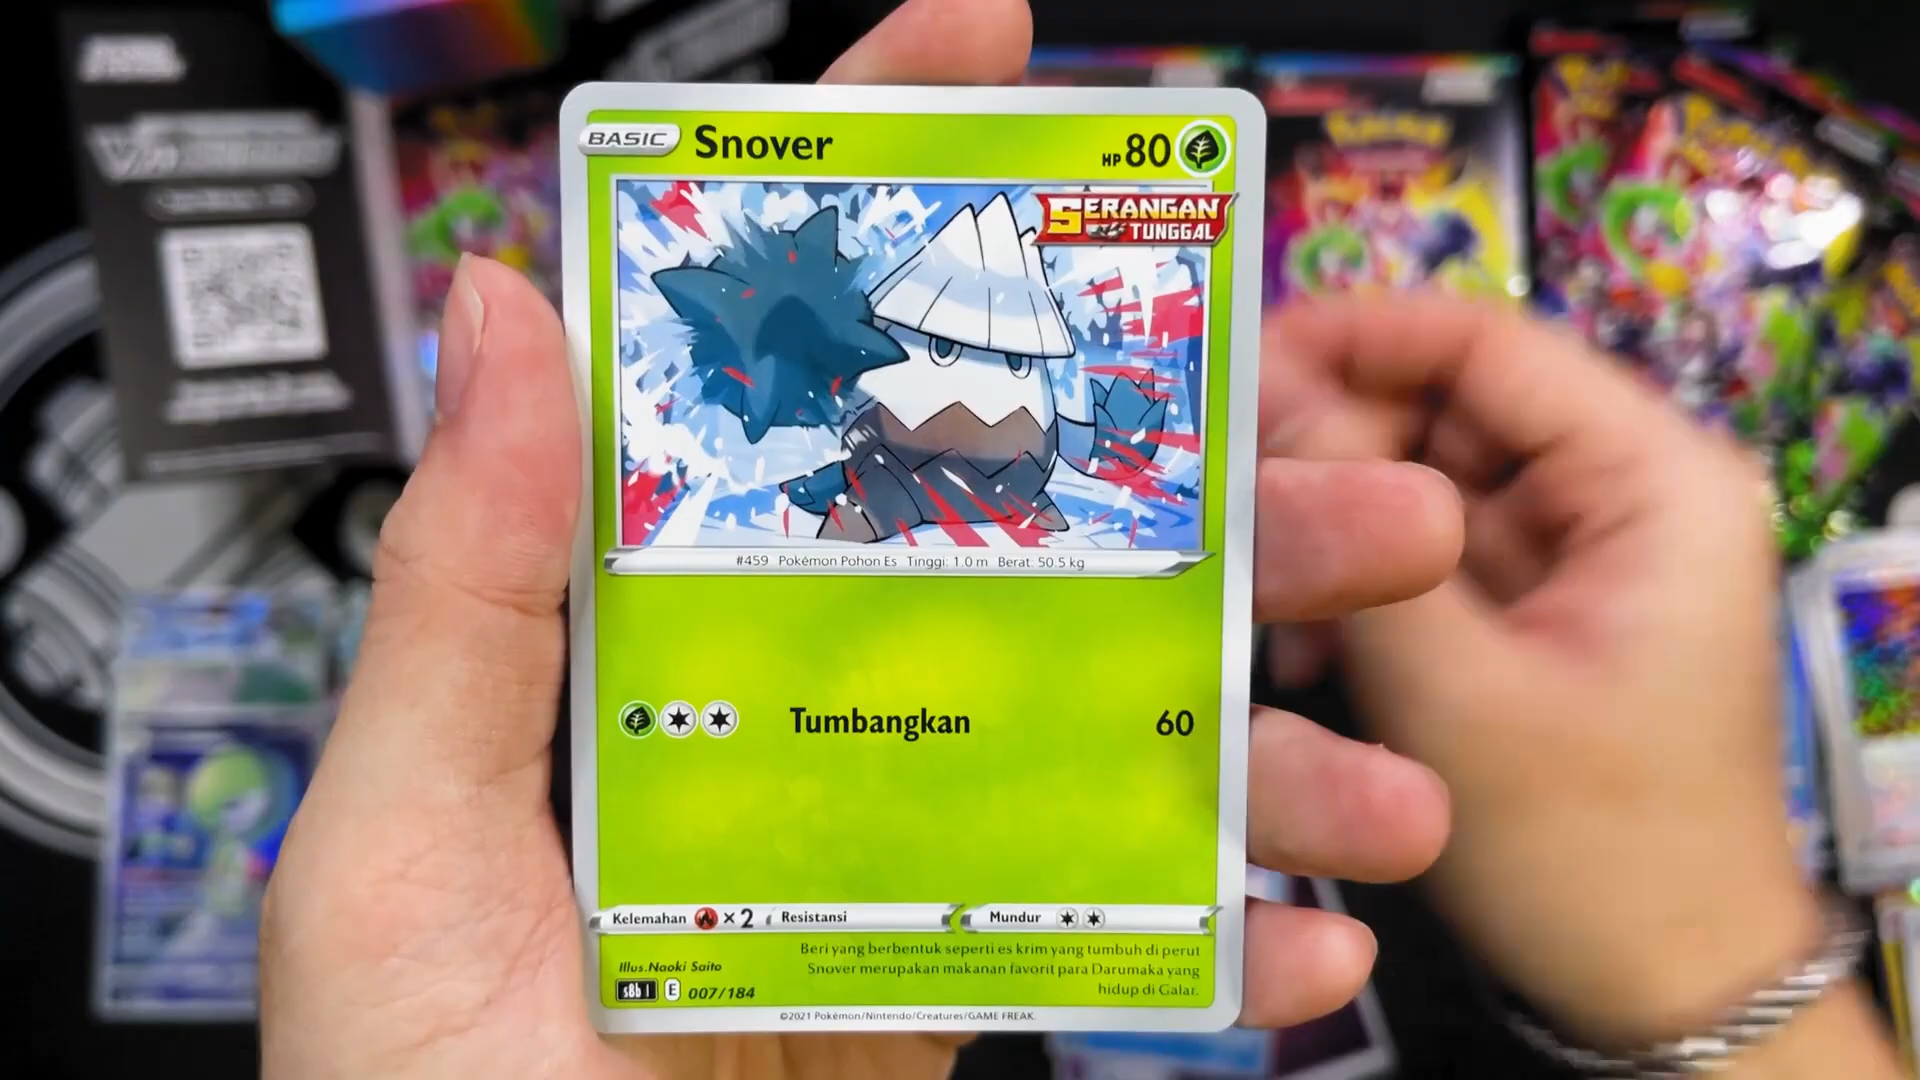 BASIC Snover HP 80
SERANGAN
TUNGGAL
#459 Pokémon Pohon Es Tinggi: 1.0 m Berat: 50.5 kg
Tumbangkan 60
Kelemahan × 2 Resistansi Mundur
Beri yang berbentuk seperti es krim yang tumbuh di perut
Snover merupakan makanan favorit para Darumaka yang
hidup di Galar.
Illus. Naoki Saito
s8b I E 007/184
©2021 Pokémon/Nintendo/Creatures/GAME FREAK.